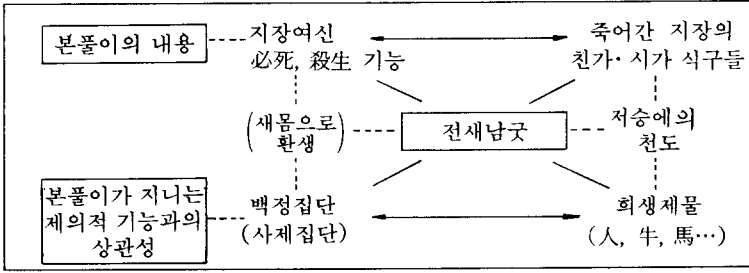 본풀이의 내용
지장여신
必死, 殺生 기능
죽어간 지장의
친가· 시가 식구들
(새몸으로
환생)
전새남굿
저승에의
천도
본풀이가 지니는
제의적 기능과의
상관성
백정집단
(사제집단)
희생제물
(人, 牛, 馬…)